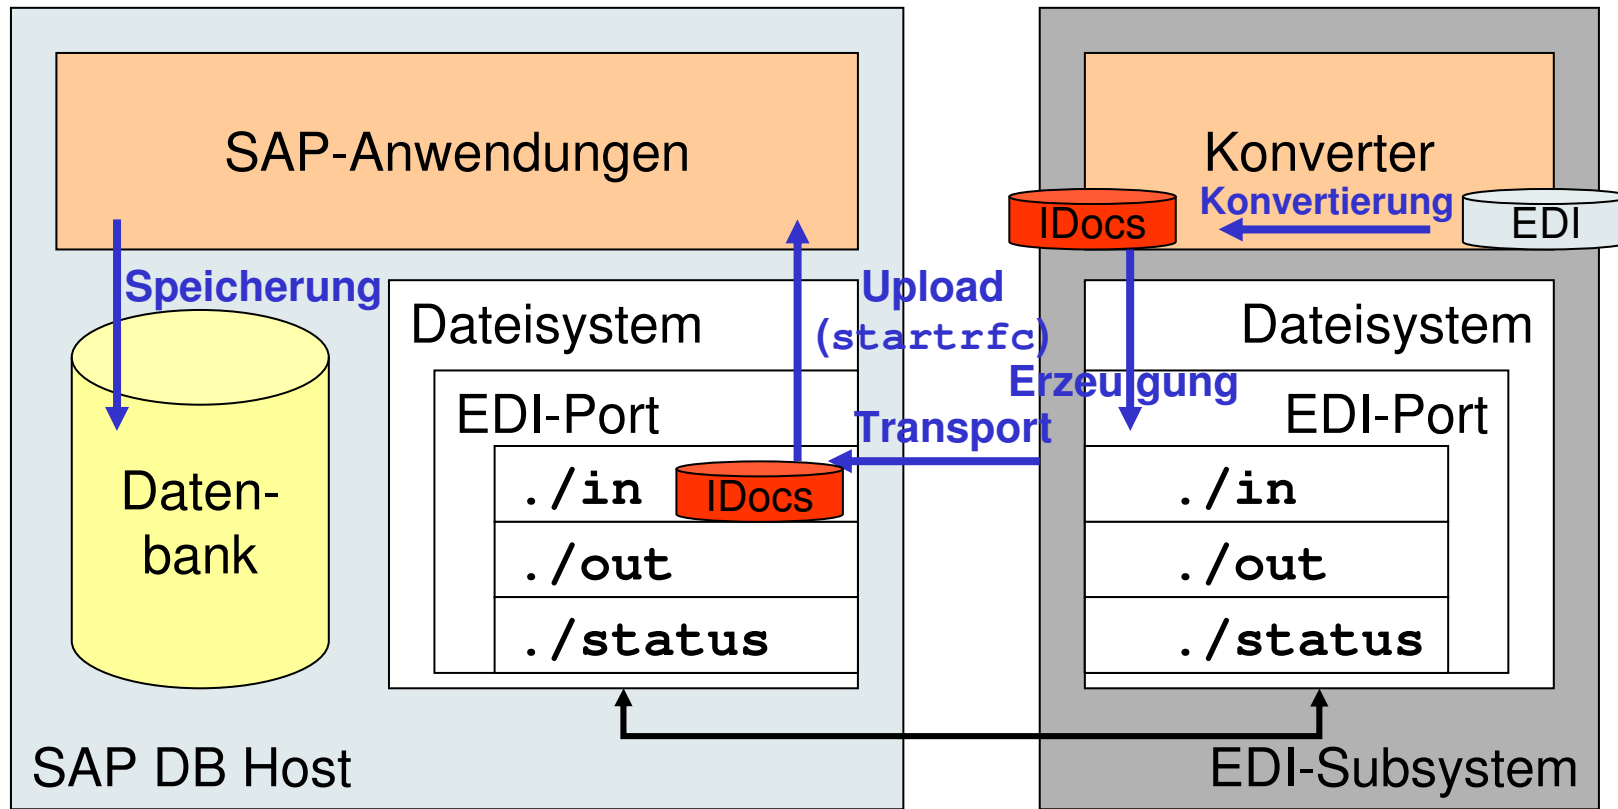 SAP-Anwendungen
Speicherung
Daten-
bank
Dateisystem
EDI-Port
./in
IDocs
./out
./status
SAP DB Host
Upload
(startrfc)
Transport
Konverter
IDocs
Konvertierung
EDI
Erzeugung
Dateisystem
EDI-Port
./in
./out
./status
EDI-Subsystem